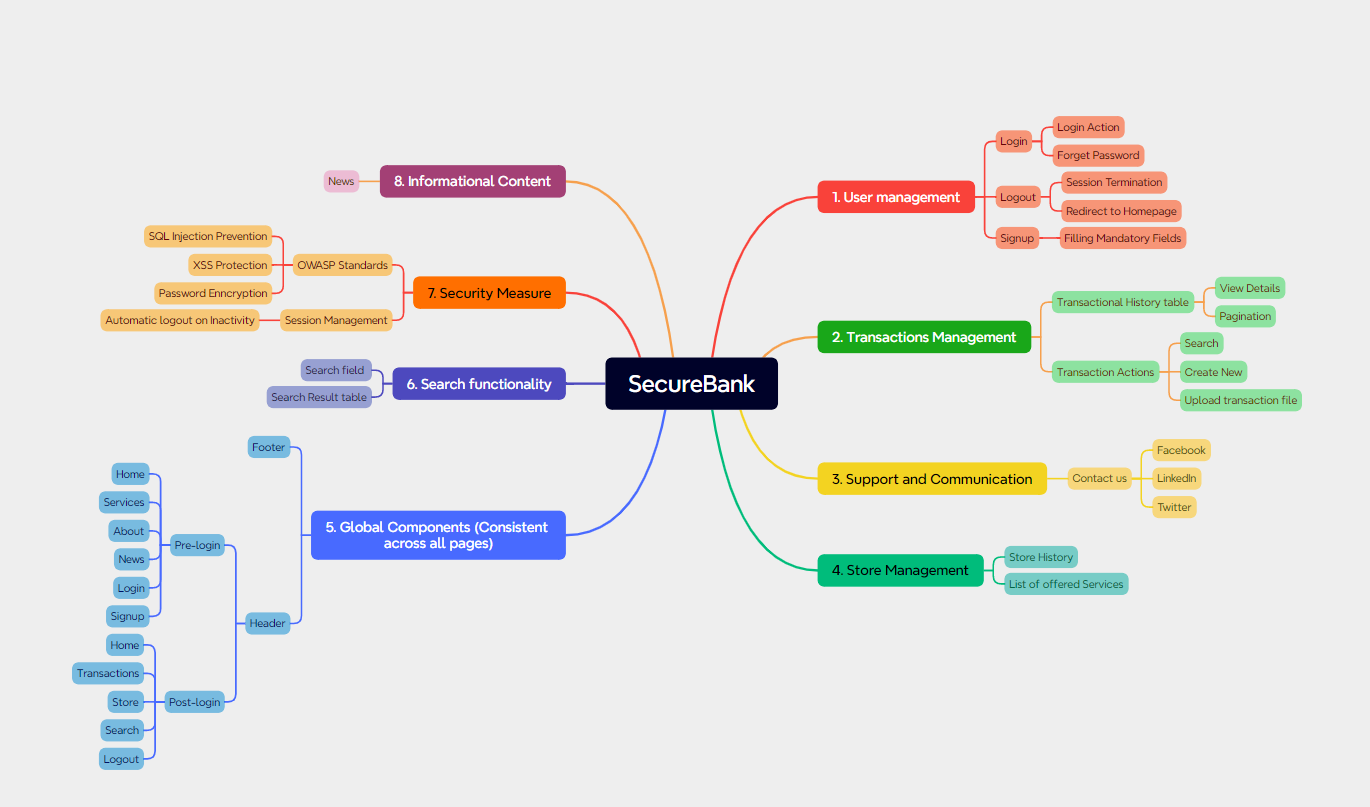 SecureBank
1. User management
Login
Login Action
Forget Password
Logout
Session Termination
Redirect to Homepage
Signup
Filling Mandatory Fields
2. Transactions Management
Transactional History table
View Details
Pagination
Transaction Actions
Search
Create New
Upload transaction file
3. Support and Communication
Contact us
Facebook
LinkedIn
Twitter
4. Store Management
Store History
List of offered Services
5. Global Components (Consistent
across all pages)
Footer
Header
Pre-login
Home
Services
About
News
Login
Signup
Post-login
Home
Transactions
Store
Search
Logout
6. Search functionality
Search field
Search Result table
7. Security Measure
OWASP Standards
SQL Injection Prevention
XSS Protection
Password Enncryption
Session Management
Automatic logout on Inactivity
8. Informational Content
News